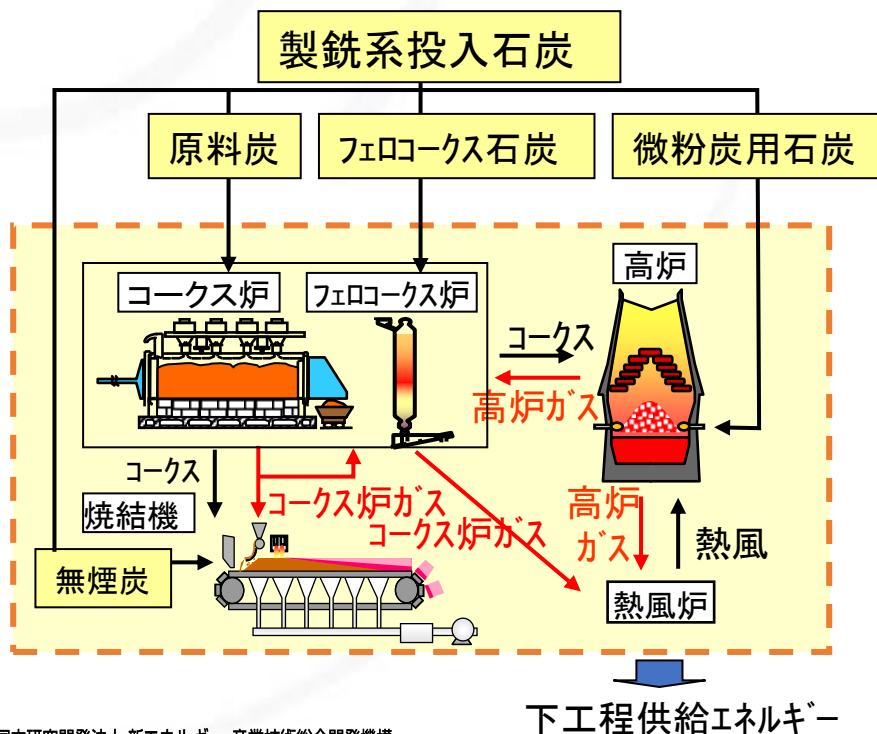 製銑系投入石炭
原料炭
フェロコークス石炭
微粉炭用石炭
コークス炉
フェロコークス炉
高炉
コークス
高炉ガス
コークス
焼結機
コークス炉ガス
コークス炉ガス
高炉
ガス
熱風
無煙炭
熱風炉
下工程供給エネルギー